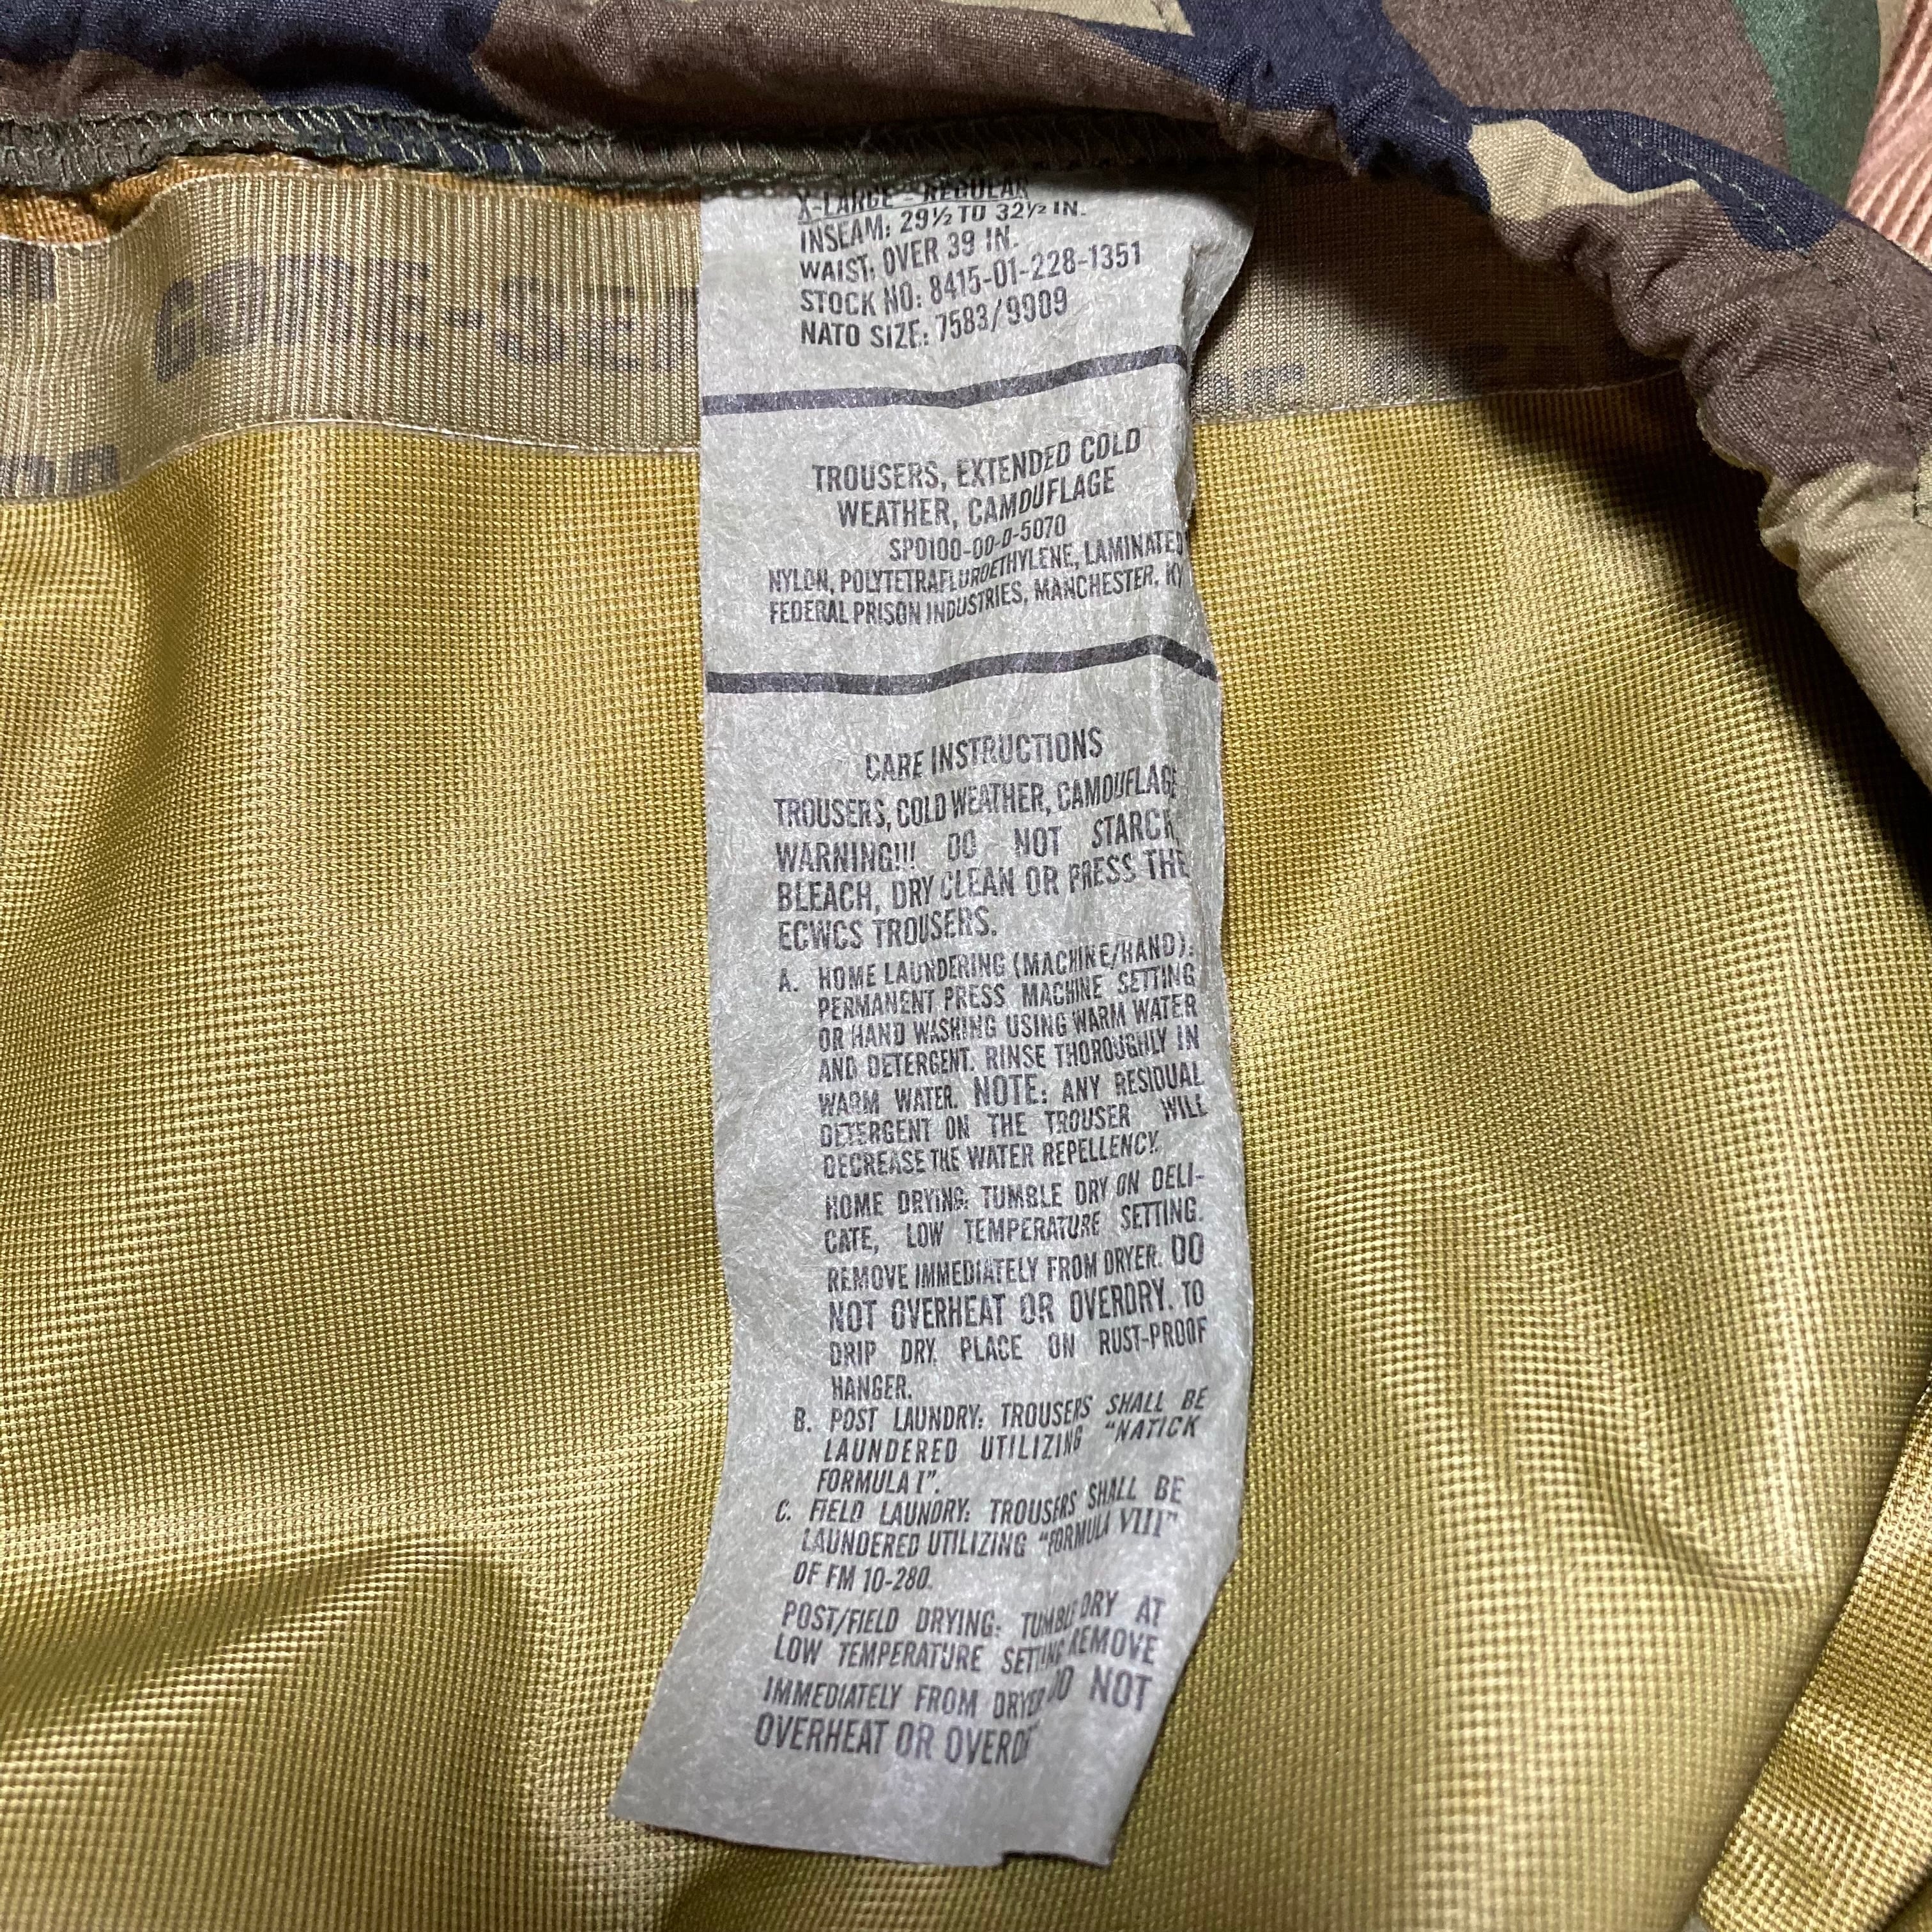 X-LARGE - REGULAR
INSEAM: 29½ TO 32½ IN.
WAIST: OVER 39 IN.
STOCK NO: 8415-01-228-1351
NATO SIZE: 7583/9909
GORE-SEA
TROUSERS, EXTENDED COLD
WEATHER, CAMOUFLAGE
SPO100-00-D-5070
NYLON, POLYTETRAFLUROETHYLENE, LAMINATED
FEDERAL PRISON INDUSTRIES, MANCHESTER, KY
CARE INSTRUCTIONS
TROUSERS, COLD WEATHER, CAMOUFLAGE
WARNING!!! DO NOT STARCH,
BLEACH, DRY CLEAN OR PRESS THE
ECWCS TROUSERS.
A. HOME LAUNDERING (MACHINE/HAND):
PERMANENT PRESS MACHINE SETTING
OR HAND WASHING USING WARM WATER
AND DETERGENT. RINSE THOROUGHLY IN
WARM WATER. NOTE: ANY RESIDUAL
DETERGENT ON THE TROUSER WILL
DECREASE THE WATER REPELLENCY.
HOME DRYING: TUMBLE DRY ON DELI-
CATE, LOW TEMPERATURE SETTING.
REMOVE IMMEDIATELY FROM DRYER. DO
NOT OVERHEAT OR OVERDRY. TO
DRIP DRY, PLACE ON RUST-PROOF
HANGER.
B. POST LAUNDRY: TROUSERS SHALL BE
LAUNDERED UTILIZING "NATICK
FORMULA I".
C. FIELD LAUNDRY: TROUSERS SHALL BE
LAUNDERED UTILIZING "FORMULA VIII"
OF FM 10-280.
POST/FIELD DRYING: TUMBLE DRY AT
LOW TEMPERATURE SETTING REMOVE
IMMEDIATELY FROM DRYER DO NOT
OVERHEAT OR OVERD